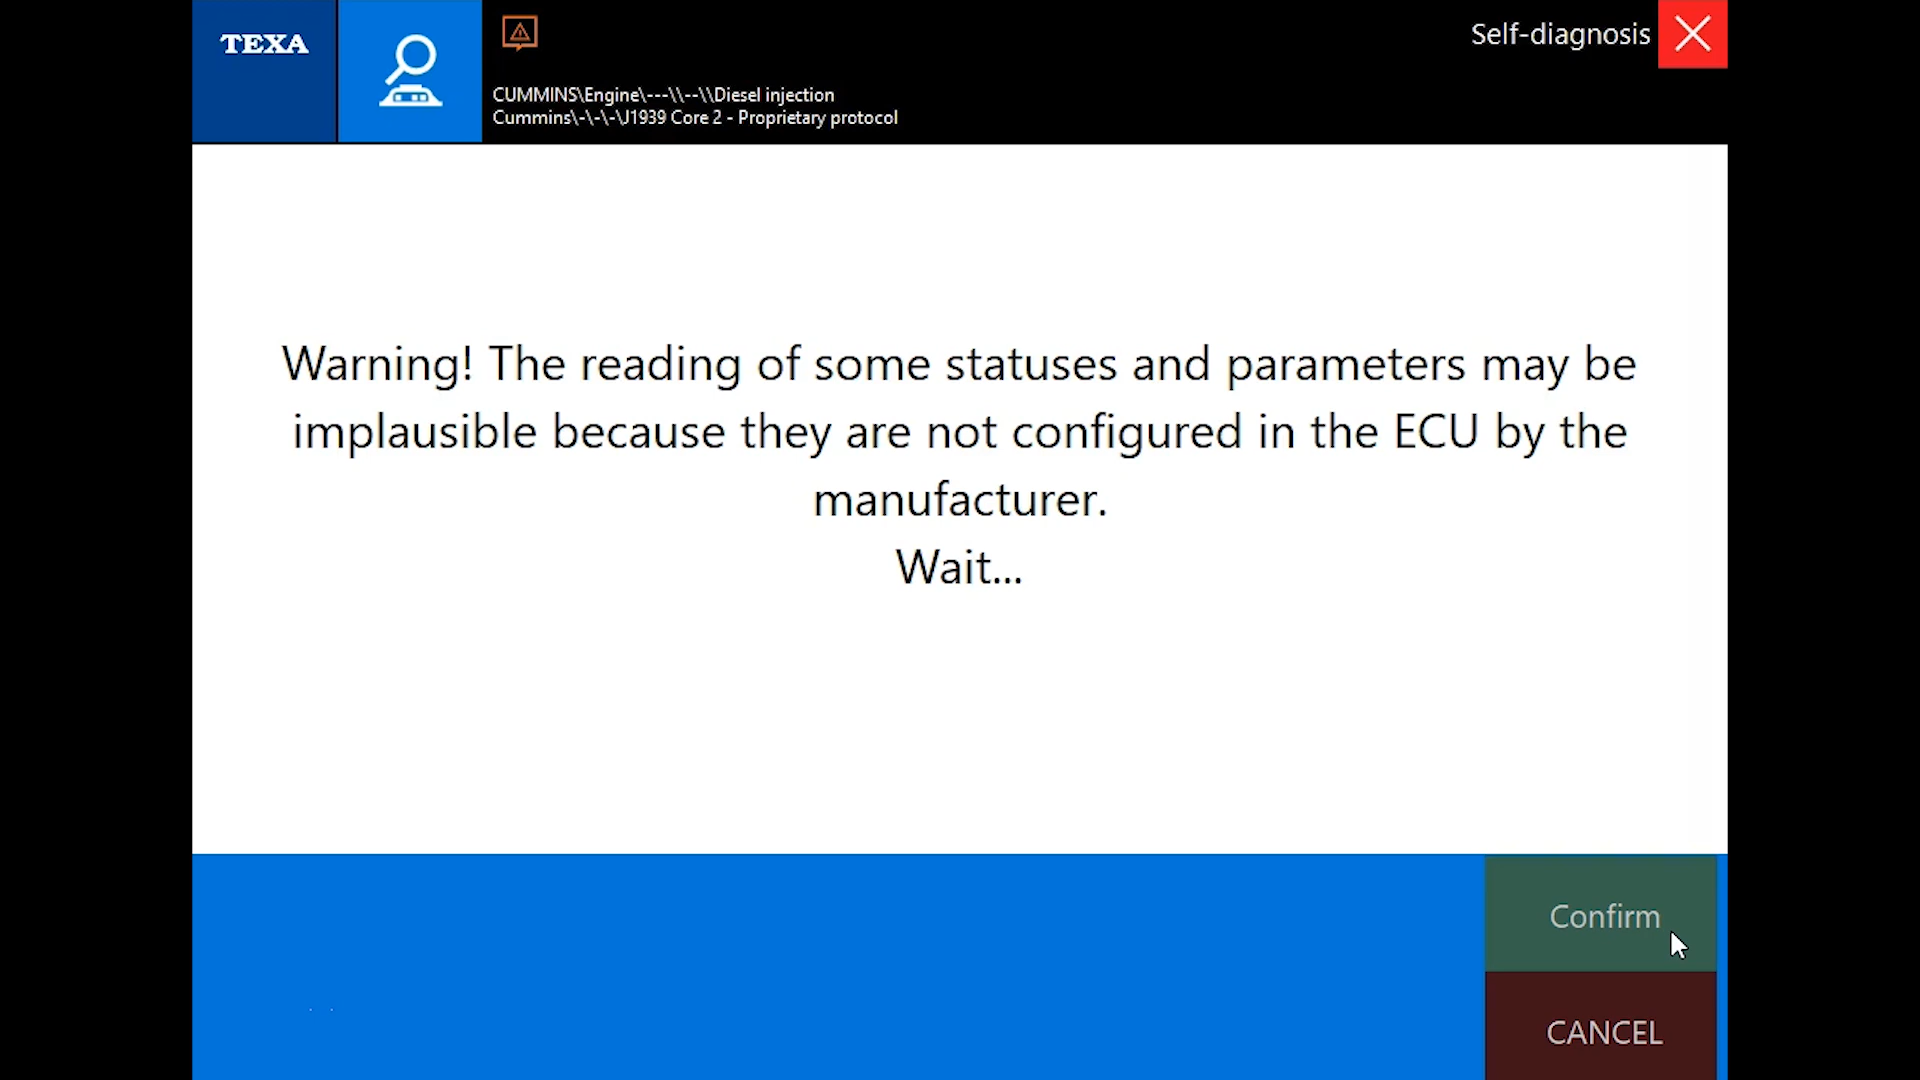 TEXA
Self-diagnosis
CUMMINS\Engine\---\\--\\Diesel injection
Cummins\-\-\-\J1939 Core 2 - Proprietary protocol
Warning! The reading of some statuses and parameters may be
implausible because they are not configured in the ECU by the
manufacturer.
Wait...
Confirm
CANCEL